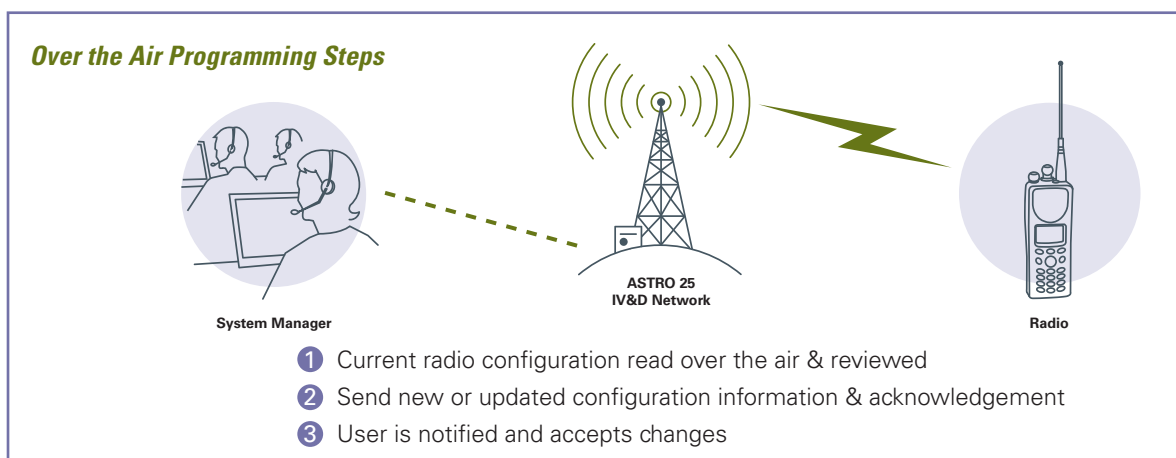 Over the Air Programming Steps
ASTRO 25
IV&D Network
System Manager
Radio
1 Current radio configuration read over the air & reviewed
2 Send new or updated configuration information & acknowledgement
3 User is notified and accepts changes